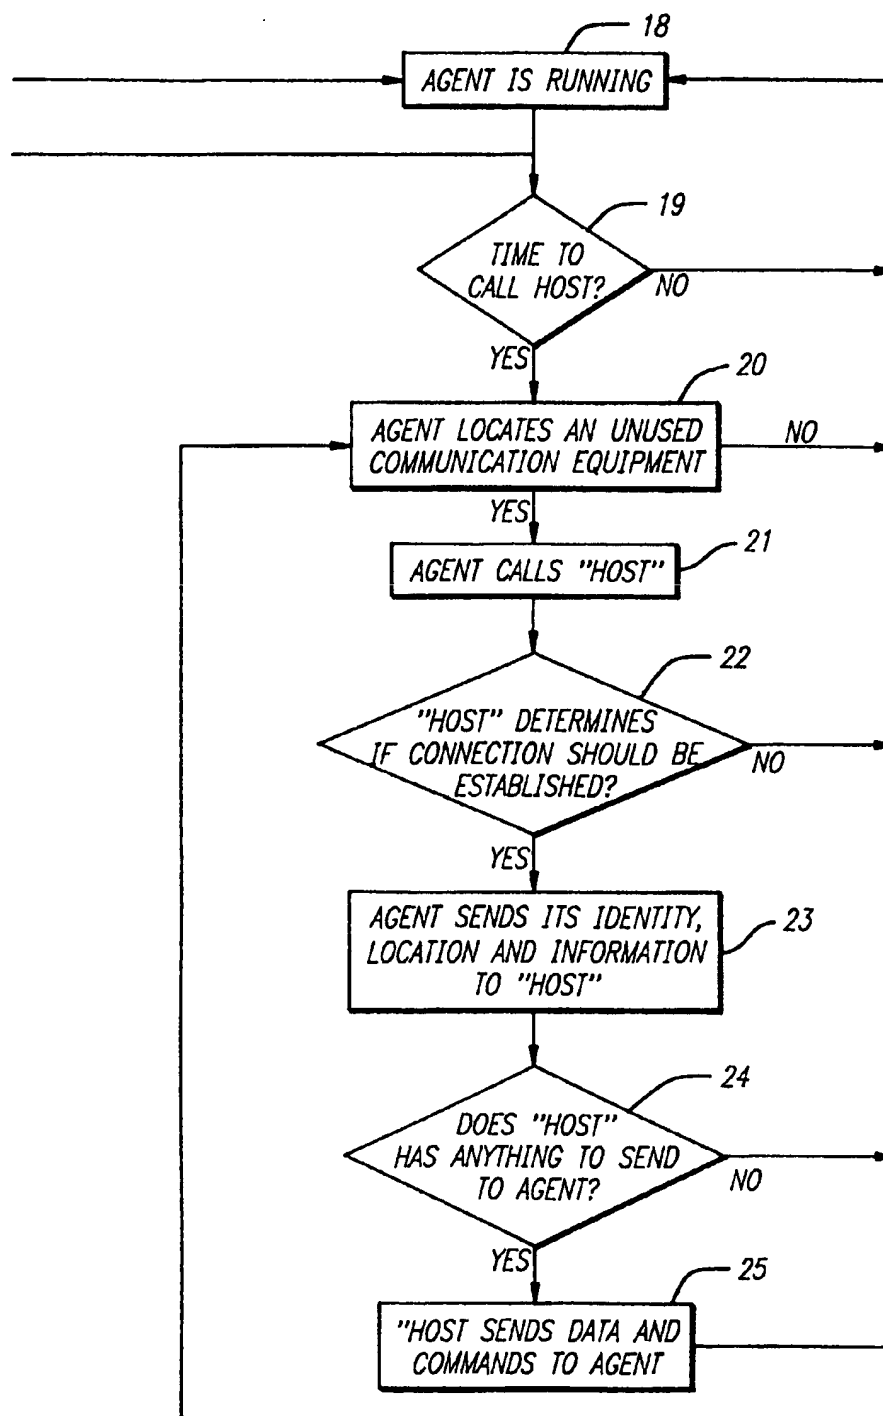 18
AGENT IS RUNNING
19
TIME TO
CALL HOST?
NO
YES
20
AGENT LOCATES AN UNUSED
COMMUNICATION EQUIPMENT
NO
YES
21
AGENT CALLS "HOST"
22
"HOST" DETERMINES
IF CONNECTION SHOULD BE
ESTABLISHED?
NO
YES
23
AGENT SENDS ITS IDENTITY,
LOCATION AND INFORMATION
TO "HOST"
24
DOES "HOST"
HAS ANYTHING TO SEND
TO AGENT?
NO
YES
25
"HOST SENDS DATA AND
COMMANDS TO AGENT